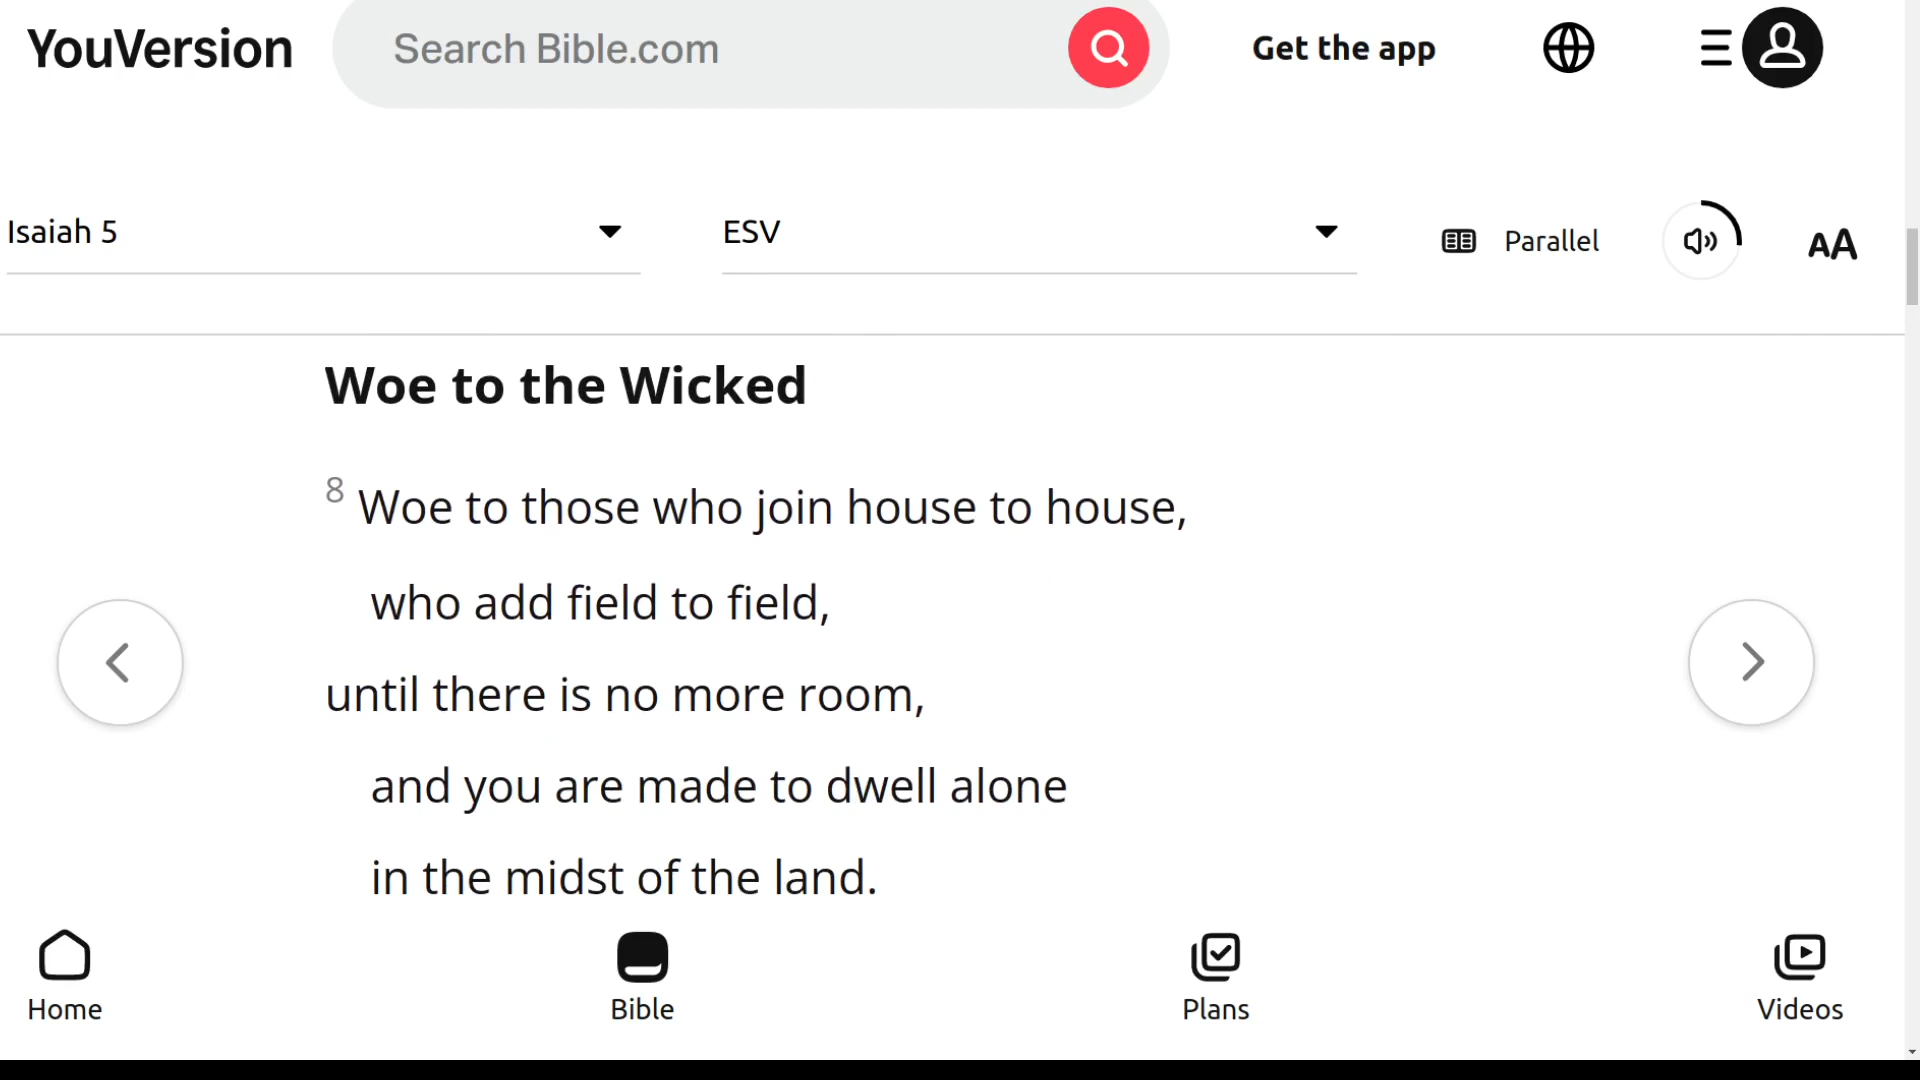 YouVersion
Search Bible.com
Get the app
Isaiah 5
ESV
Parallel
AA
Woe to the Wicked
8 Woe to those who join house to house,
who add field to field,
until there is no more room,
and you are made to dwell alone
in the midst of the land.
Home
Bible
Plans
Videos